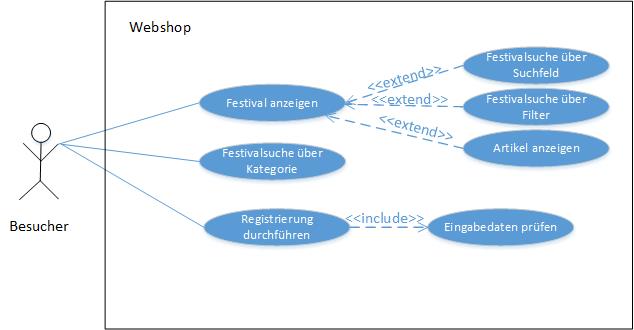 Webshop
Festivalsuche über
Suchfeld
<<extend>>
Festival anzeigen
<<extend>>
Festivalsuche über
Filter
<<extend>>
Artikel anzeigen
Festivalsuche über
Kategorie
Besucher
Registrierung
durchführen
<<include>>
Eingabedaten prüfen